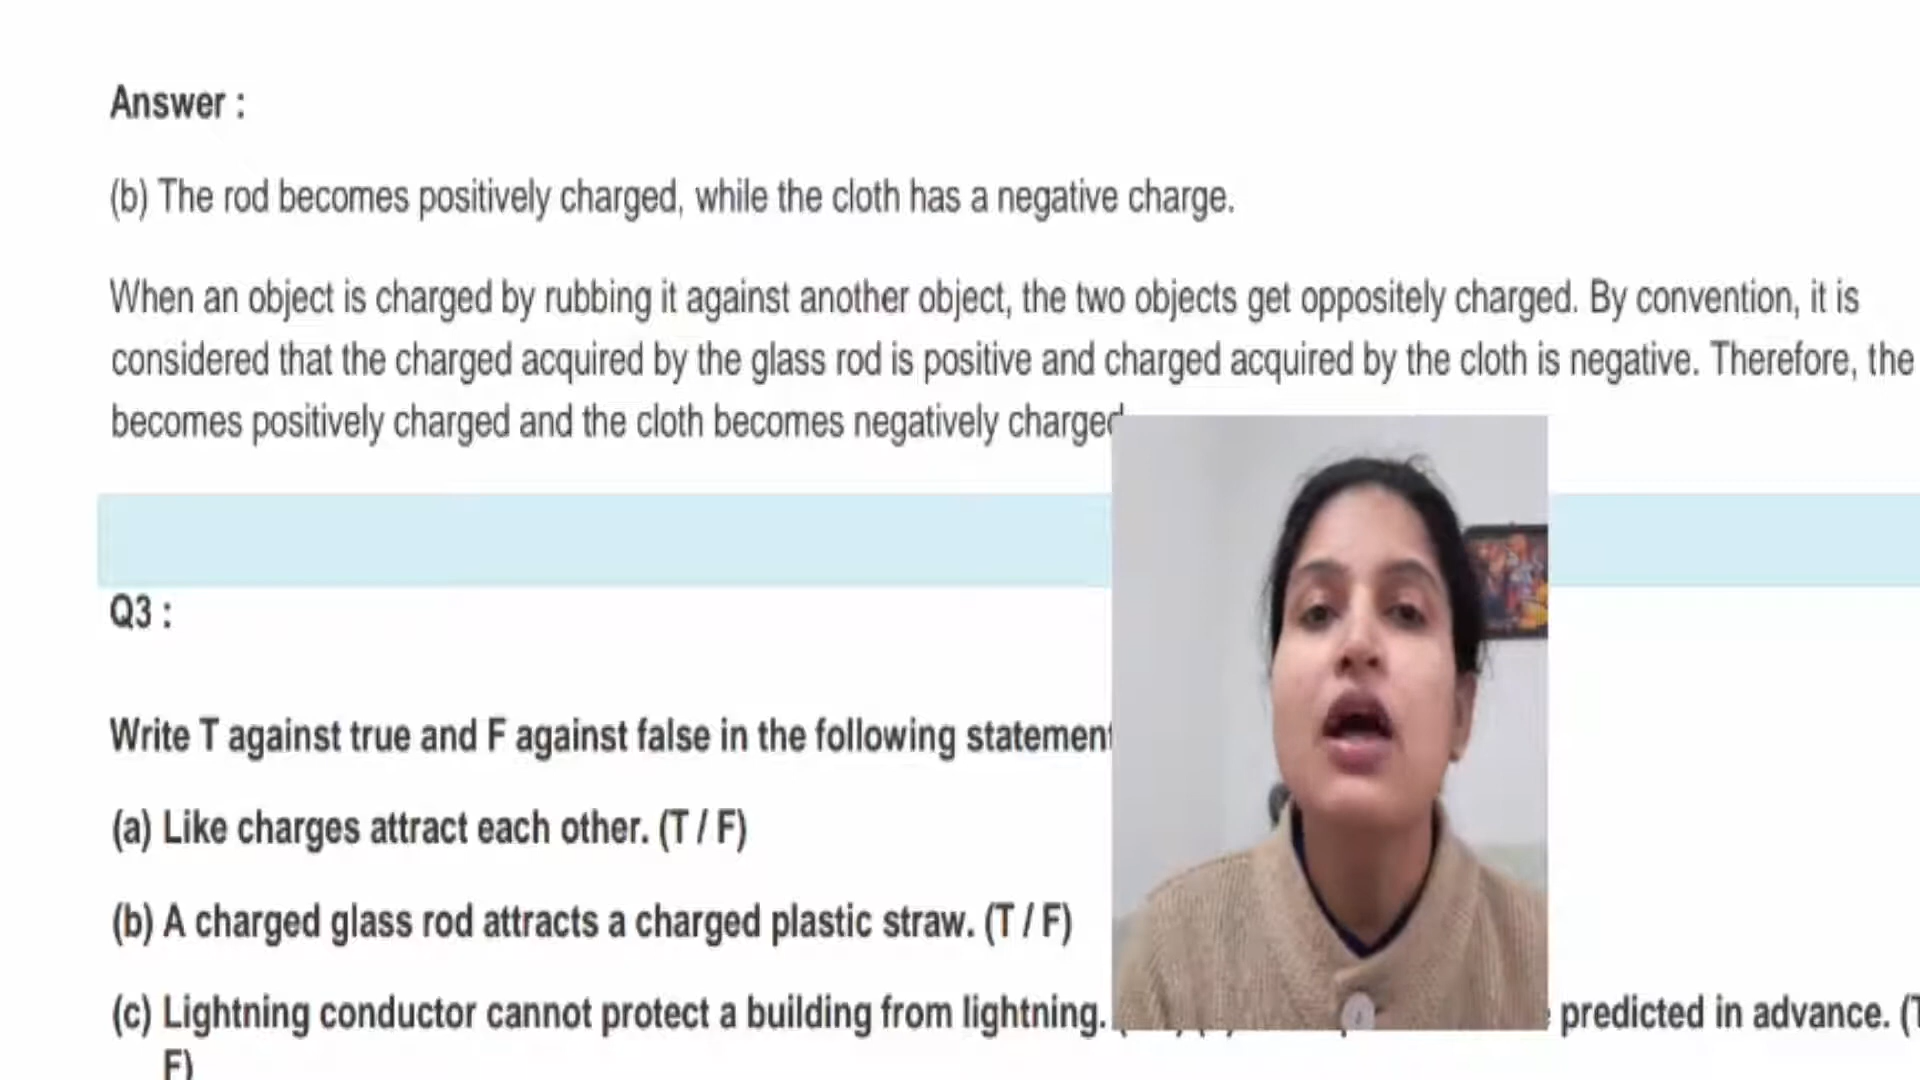 Answer :
(b) The rod becomes positively charged, while the cloth has a negative charge.
When an object is charged by rubbing it against another object, the two objects get oppositely charged. By convention, it is
considered that the charged acquired by the glass rod is positive and charged acquired by the cloth is negative. Therefore, the
becomes positively charged and the cloth becomes negatively charged
Q3 :
Write T against true and F against false in the following
(a) Like charges attract each other. (T / F)
(b) A charged glass rod attracts a charged plastic straw. (T / F)
(c) Lightning conductor cannot protect a building from lightning. predicted in advance. (T
F)